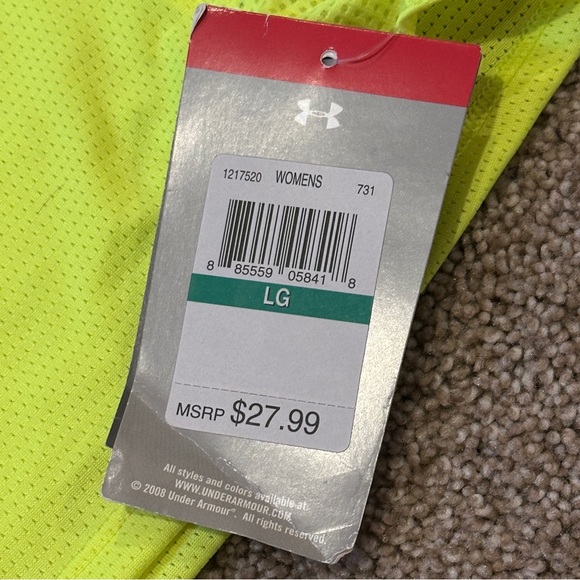 1217520 WOMENS 731
8 85559 05841 8
LG
MSRP $27.99
All styles and colors available at:
WWW.UNDERARMOUR.COM
© 2008 Under Armour®. All rights reserved.